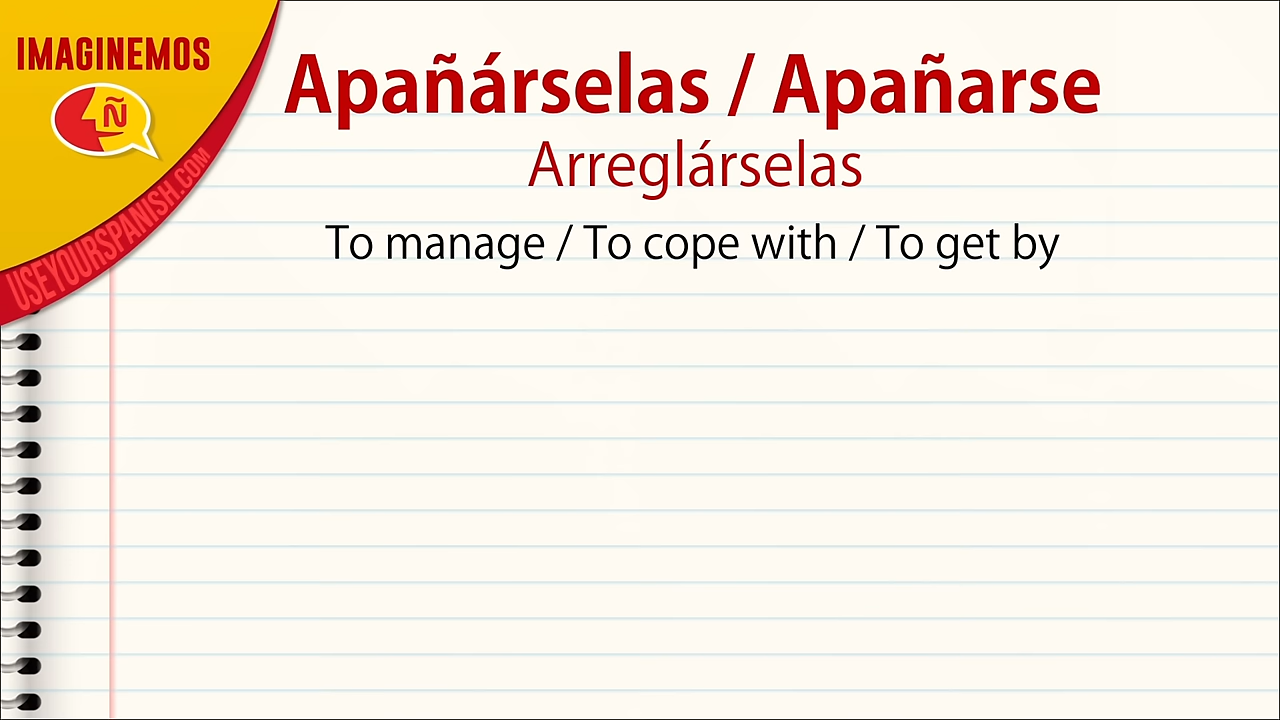 IMAGINEMOS
Ñ
USEYOURSPANISH.COM
Apañárselas / Apañarse
Arreglárselas
To manage / To cope with / To get by